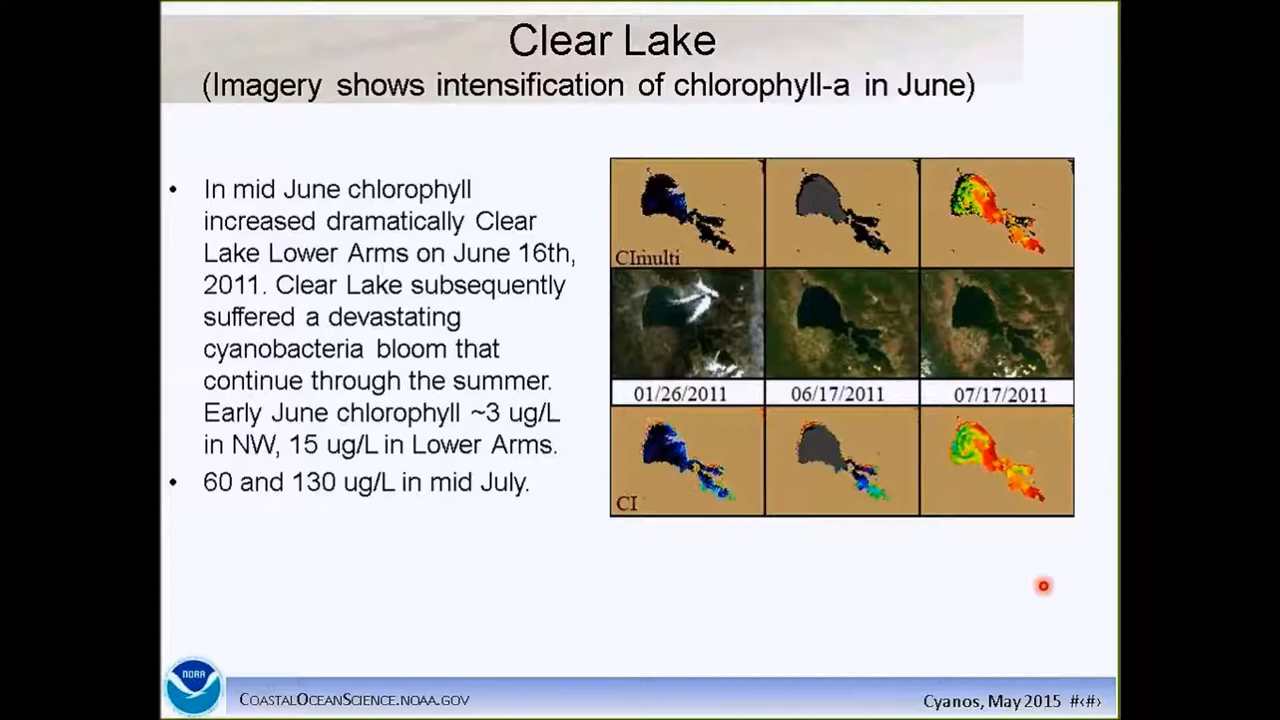 Clear Lake
(Imagery shows intensification of chlorophyll-a in June)
• In mid June chlorophyll
increased dramatically Clear
Lake Lower Arms on June 16th,
2011. Clear Lake subsequently
suffered a devastating
cyanobacteria bloom that
continue through the summer.
Early June chlorophyll ~3 ug/L
in NW, 15 ug/L in Lower Arms.
• 60 and 130 ug/L in mid July.
CImulti
01/26/2011 06/17/2011 07/17/2011
CI
NOAA
COASTALOCEANSCIENCE.NOAA.GOV
Cyanos, May 2015 #‹#›